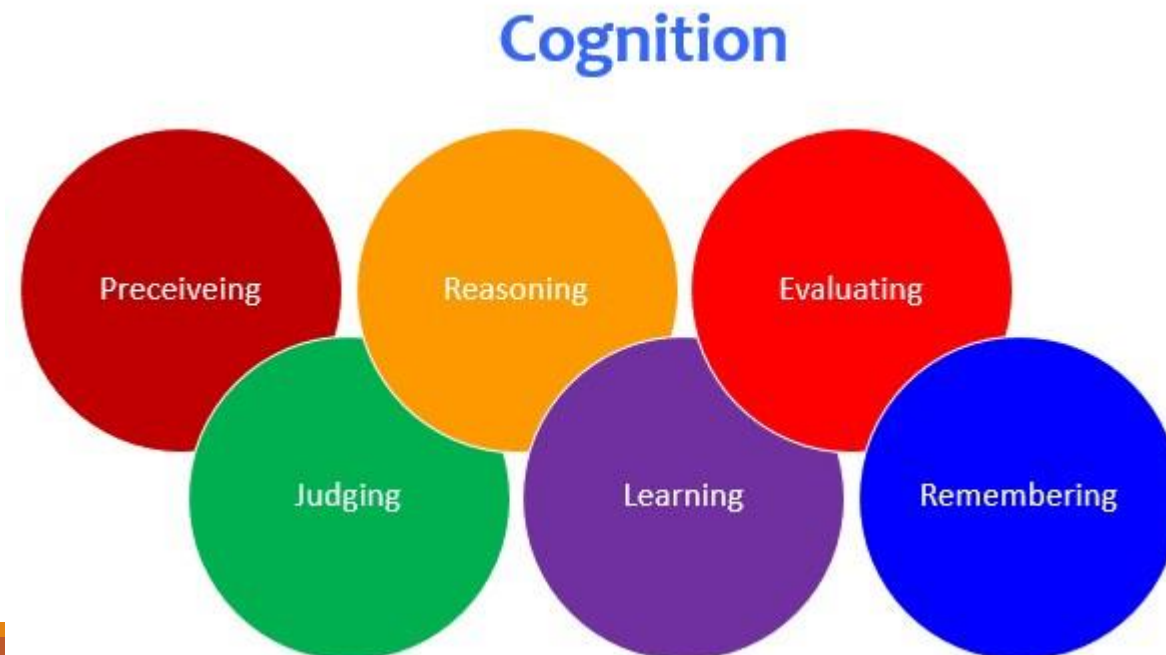 Cognition
Preceiveing
Reasoning
Evaluating
Judging
Learning
Remembering